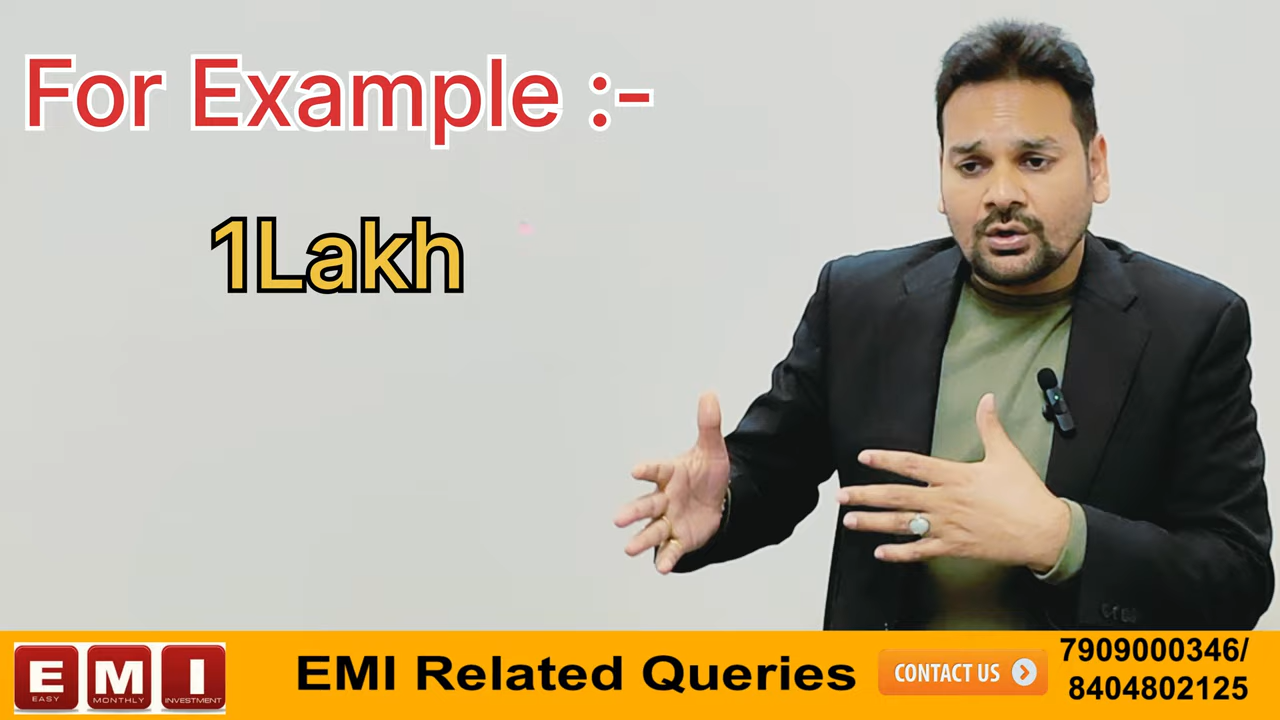 For Example :-
1Lakh
E M I
EASY MONTHLY INVESTMENT
EMI Related Queries
CONTACT US
7909000346/
8404802125